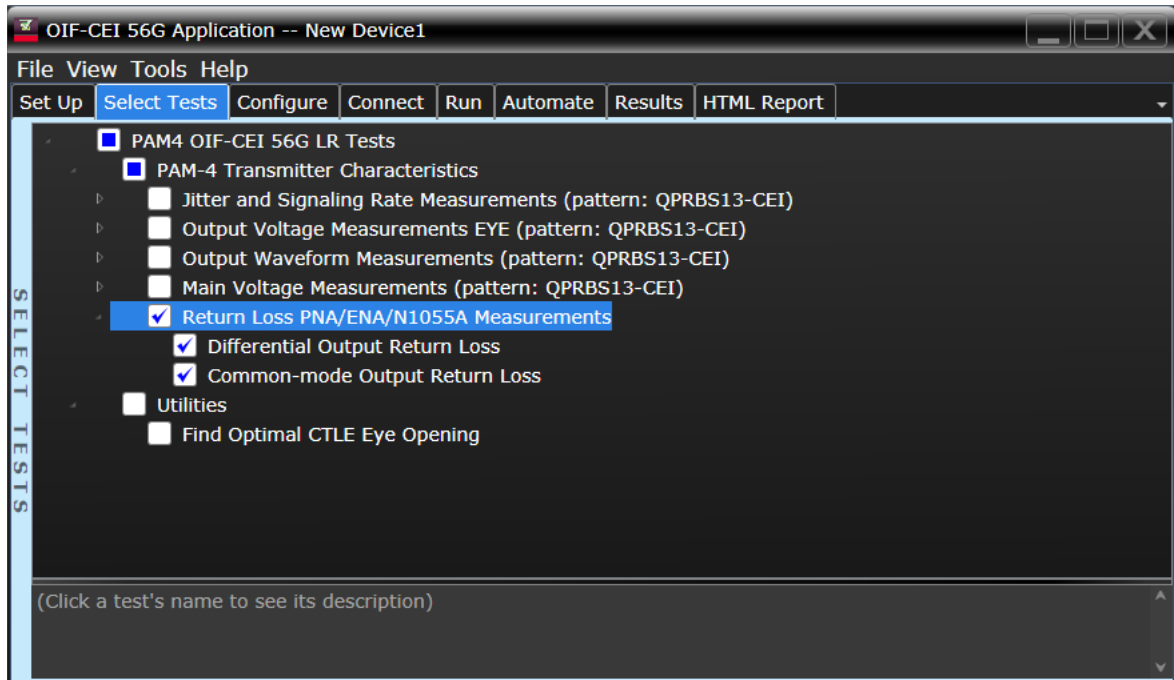 OIF-CEI 56G Application -- New Device1
File View Tools Help
Set Up Select Tests Configure Connect Run Automate Results HTML Report
PAM4 OIF-CEI 56G LR Tests
PAM-4 Transmitter Characteristics
Jitter and Signaling Rate Measurements (pattern: QPRBS13-CEI)
Output Voltage Measurements EYE (pattern: QPRBS13-CEI)
Output Waveform Measurements (pattern: QPRBS13-CEI)
Main Voltage Measurements (pattern: QPRBS13-CEI)
Return Loss PNA/ENA/N1055A Measurements
Differential Output Return Loss
Common-mode Output Return Loss
Utilities
Find Optimal CTLE Eye Opening
SELECT TESTS
(Click a test's name to see its description)